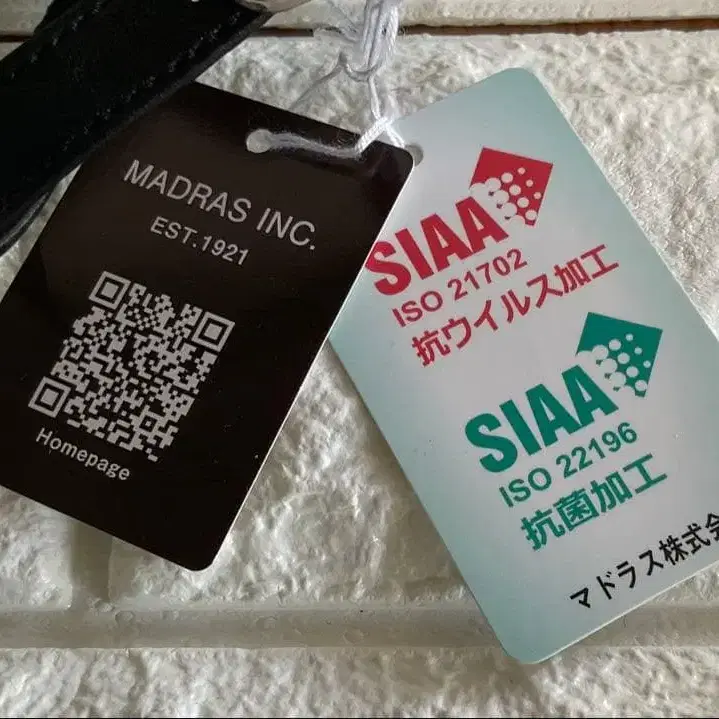 MADRAS INC.
EST.1921
Homepage
SIAA
ISO 21702
抗ウイルス加工
SIAA
ISO 22196
抗菌加工
マドラス株式会